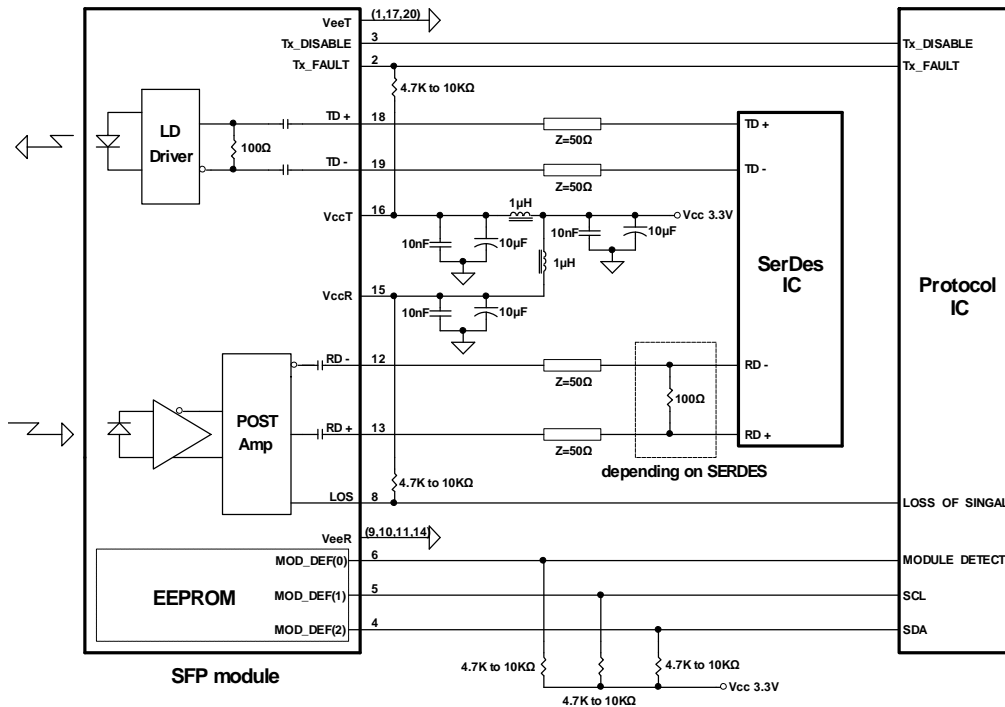 VeeT (1,17,20)
Tx_DISABLE 3 Tx_DISABLE
Tx_FAULT 2 Tx_FAULT
4.7K to 10KΩ
LD
Driver
100Ω
TD + 18 Z=50Ω TD +
TD - 19 Z=50Ω TD -
VccT 16 1µH Vcc 3.3V
10nF 10µF 10nF 10µF
1µH
VccR 15
10nF 10µF
SerDes
IC
Protocol
IC
POST
Amp
RD - 12 Z=50Ω RD -
100Ω
RD + 13 Z=50Ω RD +
depending on SERDES
4.7K to 10KΩ
LOS 8 LOSS OF SINGAL
VeeR (9,10,11,14)
EEPROM
MOD_DEF(0) 6 MODULE DETECT
MOD_DEF(1) 5 SCL
MOD_DEF(2) 4 SDA
4.7K to 10KΩ 4.7K to 10KΩ
4.7K to 10KΩ
Vcc 3.3V
SFP module